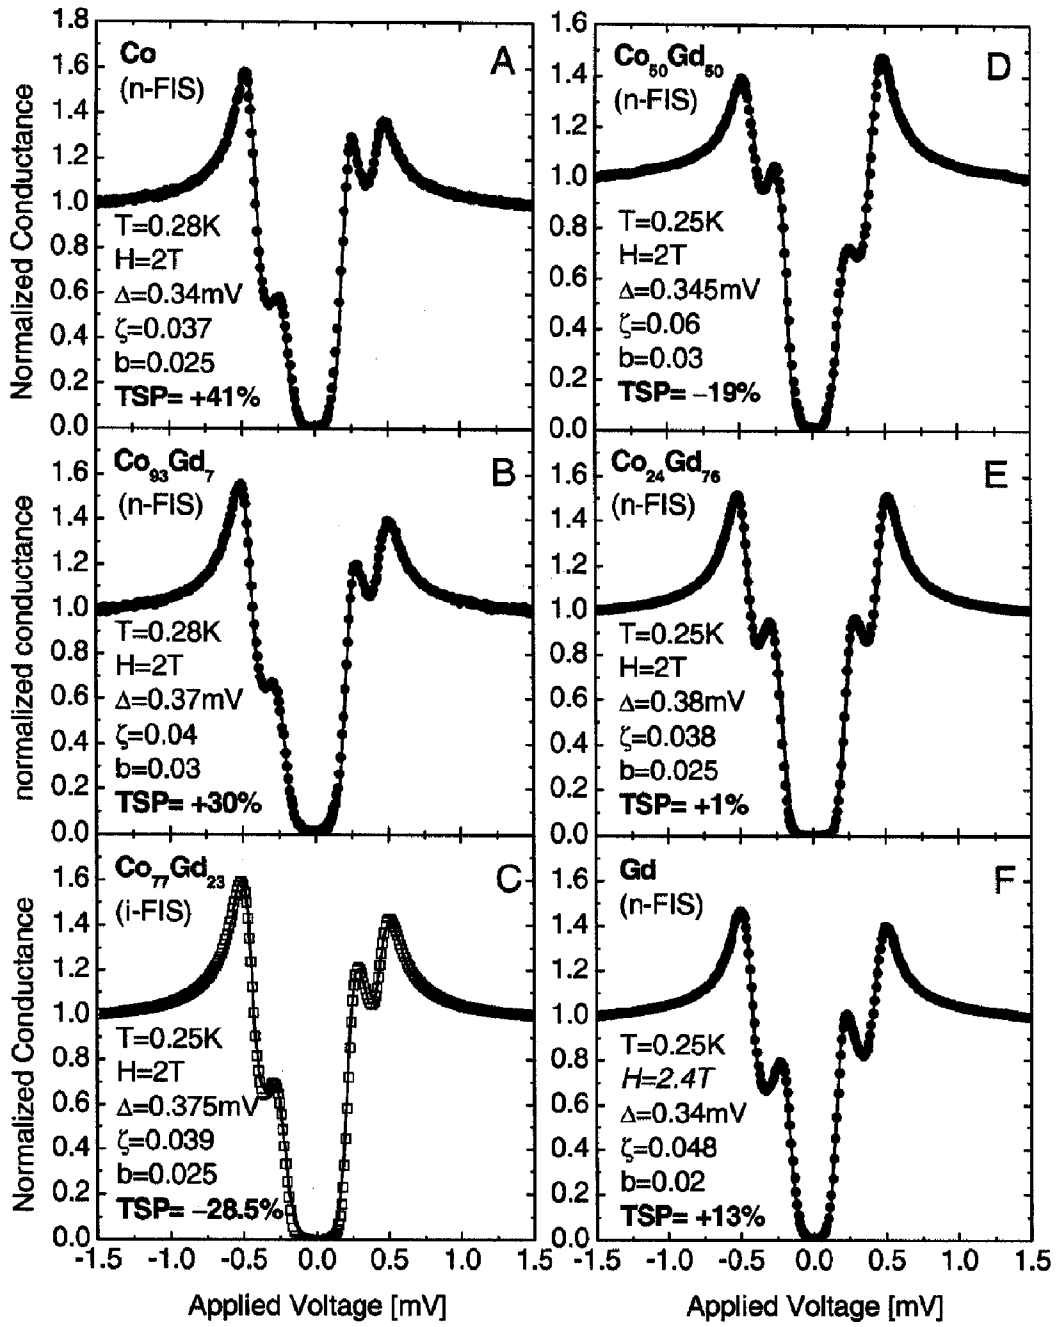 Normalized Conductance
1.8
1.6
1.4
1.2
1.0
0.8
0.6
0.4
0.2
0.0
Co
(n-FIS)
A
T=0.28K
H=2T
Δ=0.34mV
ζ=0.037
b=0.025
TSP= +41%
1.6
1.4
1.2
1.0
0.8
0.6
0.4
0.2
0.0
Co₅₀Gd₅₀
(n-FIS)
D
T=0.25K
H=2T
Δ=0.345mV
ζ=0.06
b=0.03
TSP= −19%
normalized conductance
1.6
1.4
1.2
1.0
0.8
0.6
0.4
0.2
0.0
Co₉₃Gd₇
(n-FIS)
B
T=0.28K
H=2T
Δ=0.37mV
ζ=0.04
b=0.03
TSP= +30%
1.6
1.4
1.2
1.0
0.8
0.6
0.4
0.2
0.0
Co₂₄Gd₇₆
(n-FIS)
E
T=0.25K
H=2T
Δ=0.38mV
ζ=0.038
b=0.025
TSP= +1%
Normalized Conductance
1.6
1.4
1.2
1.0
0.8
0.6
0.4
0.2
0.0
Co₇₇Gd₂₃
(i-FIS)
C
T=0.25K
H=2T
Δ=0.375mV
ζ=0.039
b=0.025
TSP= −28.5%
-1.5 -1.0 -0.5 0.0 0.5 1.0 1.5
Applied Voltage [mV]
1.6
1.4
1.2
1.0
0.8
0.6
0.4
0.2
0.0
Gd
(n-FIS)
F
T=0.25K
H=2.4T
Δ=0.34mV
ζ=0.048
b=0.02
TSP= +13%
-1.5 -1.0 -0.5 0.0 0.5 1.0 1.5
Applied Voltage [mV]